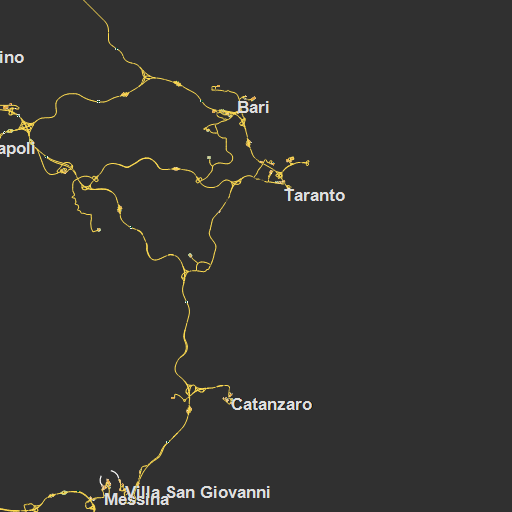 ino
Bari
apoli
Taranto
Catanzaro
Villa San Giovanni
Messina